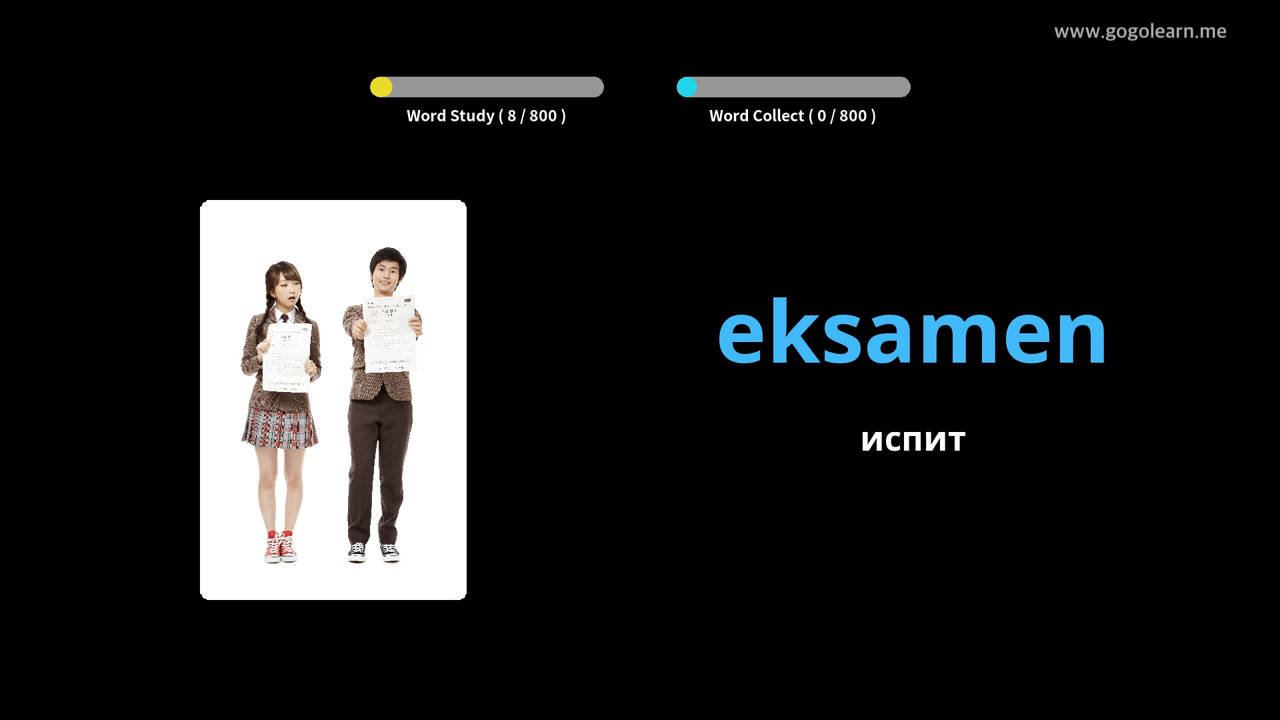 www.gogolearn.me
Word Study ( 8 / 800 )
Word Collect ( 0 / 800 )
eksamen
испит